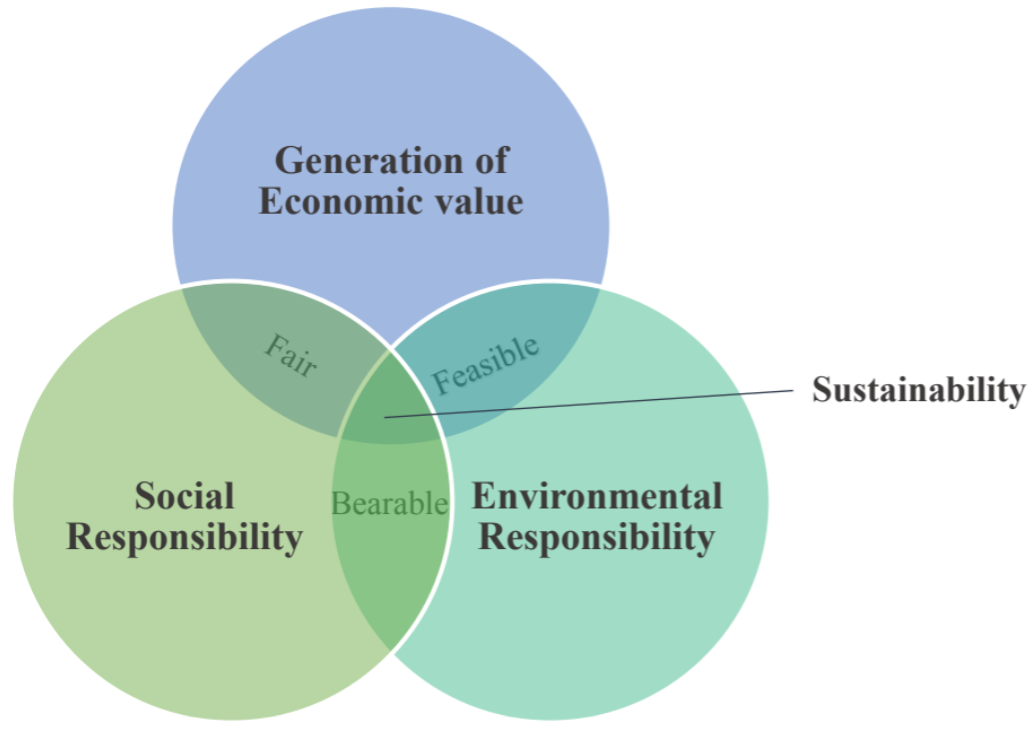 Generation of
Economic value
Fair
Feasible
Sustainability
Social
Responsibility
Bearable
Environmental
Responsibility